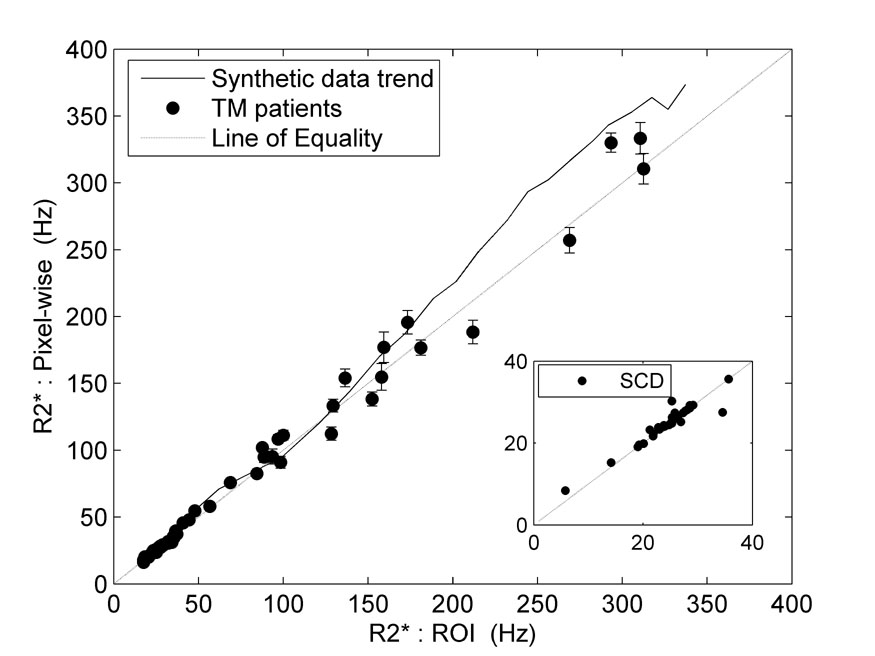 400
350
300
250
200
150
100
50
0
R2* : Pixel-wise (Hz)
Synthetic data trend
TM patients
Line of Equality
40
20
0
SCD
0 20 40
0 50 100 150 200 250 300 350 400
R2* : ROI (Hz)